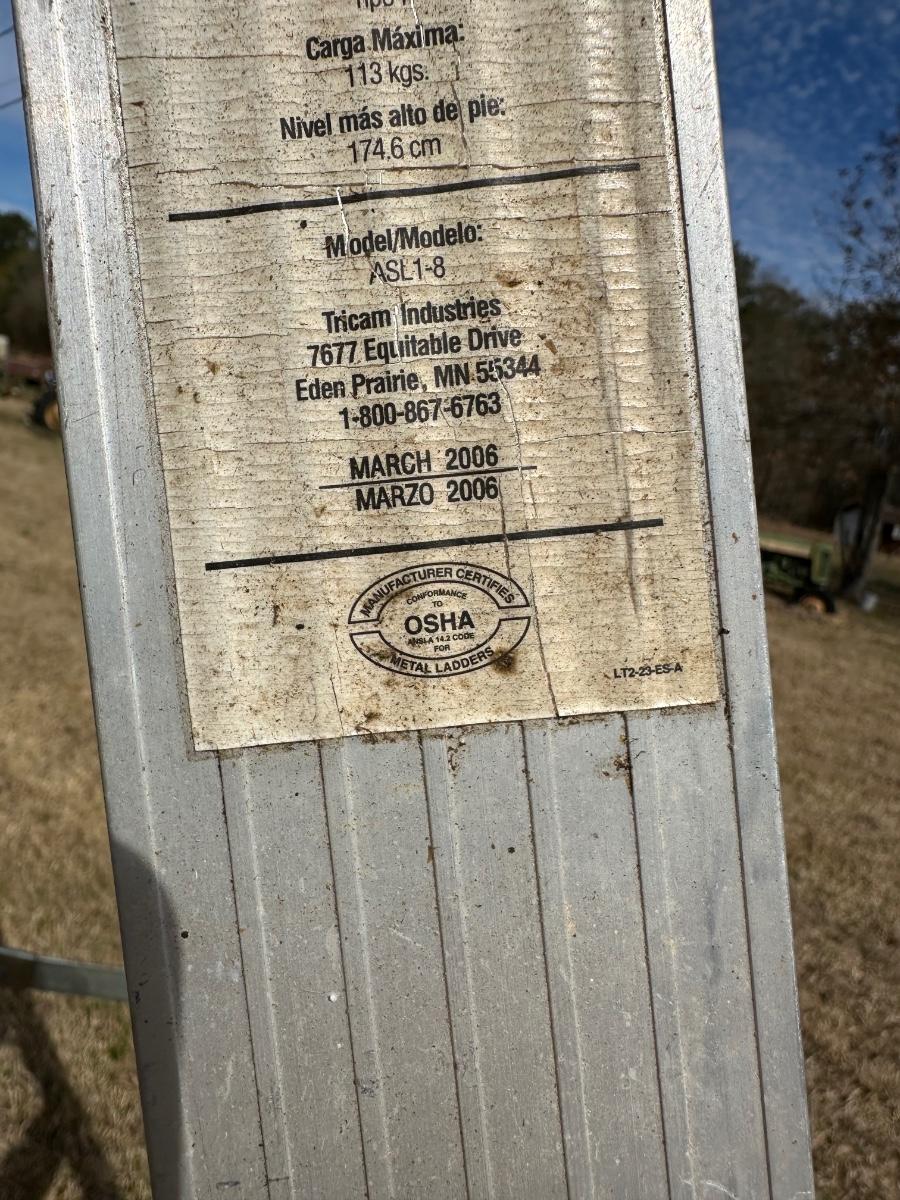 Carga Máxima:
113 kgs.
Nivel más alto de pie:
174.6 cm
Model/Modelo:
ASL1-8
Tricam Industries
7677 Equitable Drive
Eden Prairie, MN 55344
1-800-867-6763
MARCH 2006
MARZO 2006
MANUFACTURER CERTIFIES
CONFORMANCE
TO
OSHA
ANSI-A 14.2 CODE
FOR
METAL LADDERS
LT2-23-ES-A